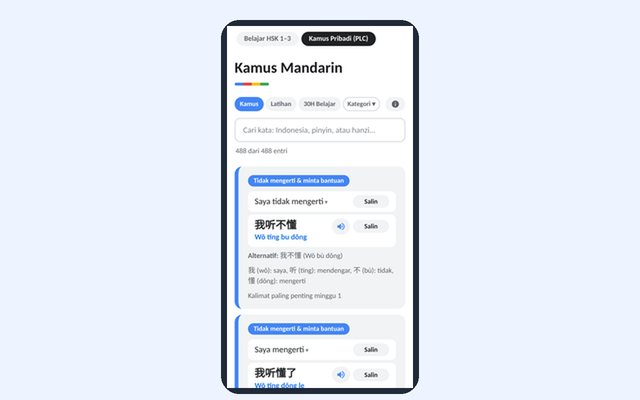 Belajar HSK 1–3 Kamus Pribadi (PLC)
Kamus Mandarin
Kamus Latihan 30H Belajar Kategori ▾
Cari kata: Indonesia, pinyin, atau hanzi...
488 dari 488 entri
Tidak mengerti & minta bantuan
Saya tidak mengerti Salin
我听不懂 Salin
Wǒ tīng bu dǒng
Alternatif: 我不懂 (Wǒ bù dǒng)
我 (wǒ): saya, 听 (tīng): mendengar, 不 (bù): tidak,
懂 (dǒng): mengerti
Kalimat paling penting minggu 1
Tidak mengerti & minta bantuan
Saya mengerti Salin
我听懂了 Salin
Wǒ tīng dǒng le